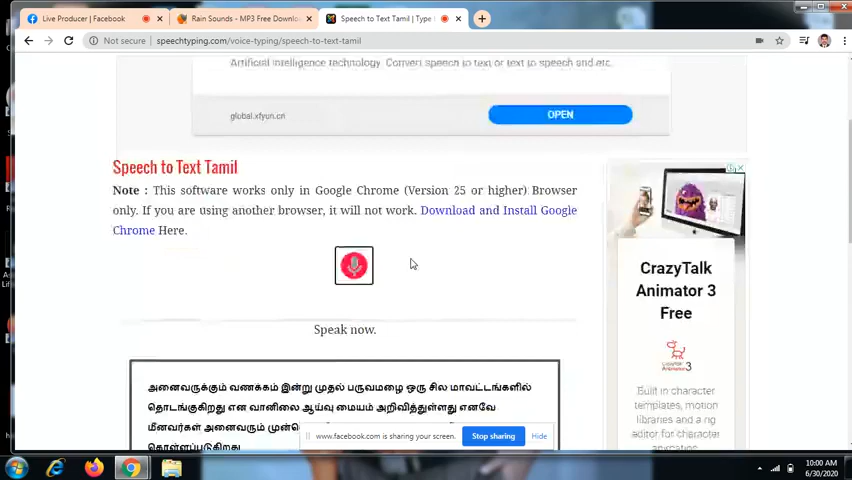 Live Producer | Facebook
Rain Sounds - MP3 Free Downlo
Speech to Text Tamil | Type
Not secure | speechtyping.com/voice-typing/speech-to-text-tamil
Artificial intelligence technology. Convert speech to text or text to speech and etc.
global.xfyun.cn
OPEN
Speech to Text Tamil
Note : This software works only in Google Chrome (Version 25 or higher) Browser
only. If you are using another browser, it will not work. Download and Install Google
Chrome Here.
Speak now.
அனைவருக்கும் வணக்கம் இன்று முதல் பருவமழை ஒரு சில மாவட்டங்களில்
தொடங்குகிறது என வானிலை ஆய்வு மையம் அறிவித்துள்ளது எனவே
மீனவர்கள் அனைவரும்
கொள்ளப்படுகிறது
CrazyTalk
Animator 3
Free
Built in character
templates, motion
libraries and a rig
editor for character
animation.
www.facebook.com is sharing your screen.
Stop sharing
Hide
10:00 AM
6/30/2020